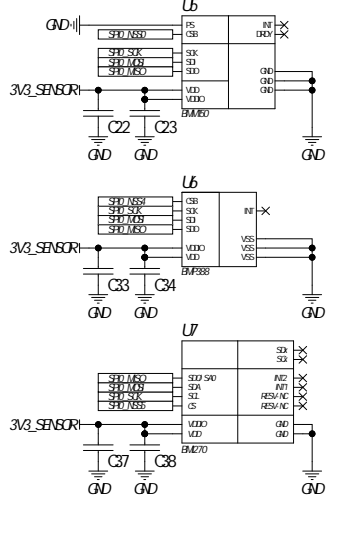 U5
GND
PS
INT
SPI0_NSS0
CSB
DRDY
SPI0_SCK
SCK
SPI0_MOSI
SDI
SPI0_MISO
SDO
GND
GND
GND
3V3_SENSOR
VDD
VDDIO
BMM150
C22
C23
GND
GND
GND
U6
SPI0_NSS4
CSB
SPI0_SCK
SCK
INT
SPI0_MOSI
SDI
SPI0_MISO
SDO
VSS
VSS
VSS
3V3_SENSOR
VDDIO
VDD
BMP388
C33
C34
GND
GND
GND
U7
SPI0_MISO
SDO/SA0
INT2
SPI0_MOSI
SDA
INT1
SPI0_SCK
SCL
RESV-NC
SPI0_NSS5
CS
RESV-NC
3V3_SENSOR
VDDIO
GND
VDD
GND
BMI270
C37
C38
GND
GND
GND